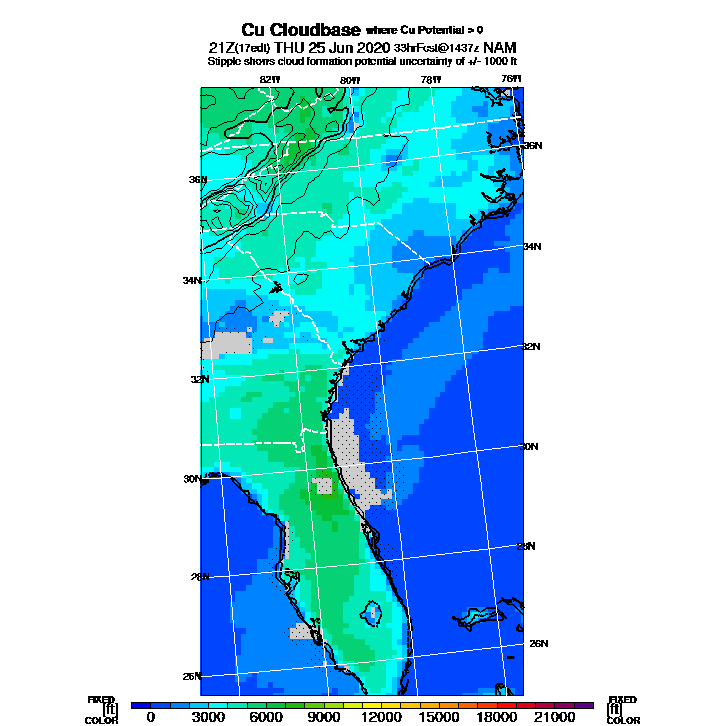 Cu Cloudbase where Cu Potential > 0
21Z(17edt) THU 25 Jun 2020 33hrFcst@1437z NAM
Stipple shows cloud formation potential uncertainty of +/- 1000 ft
82W 80W 78W 76W
36N
36N
34N
34N
32N
32N
30N
30N
28N
28N
26N
26N
FIXED [ft] COLOR 0 3000 6000 9000 12000 15000 18000 21000 FIXED [ft] COLOR